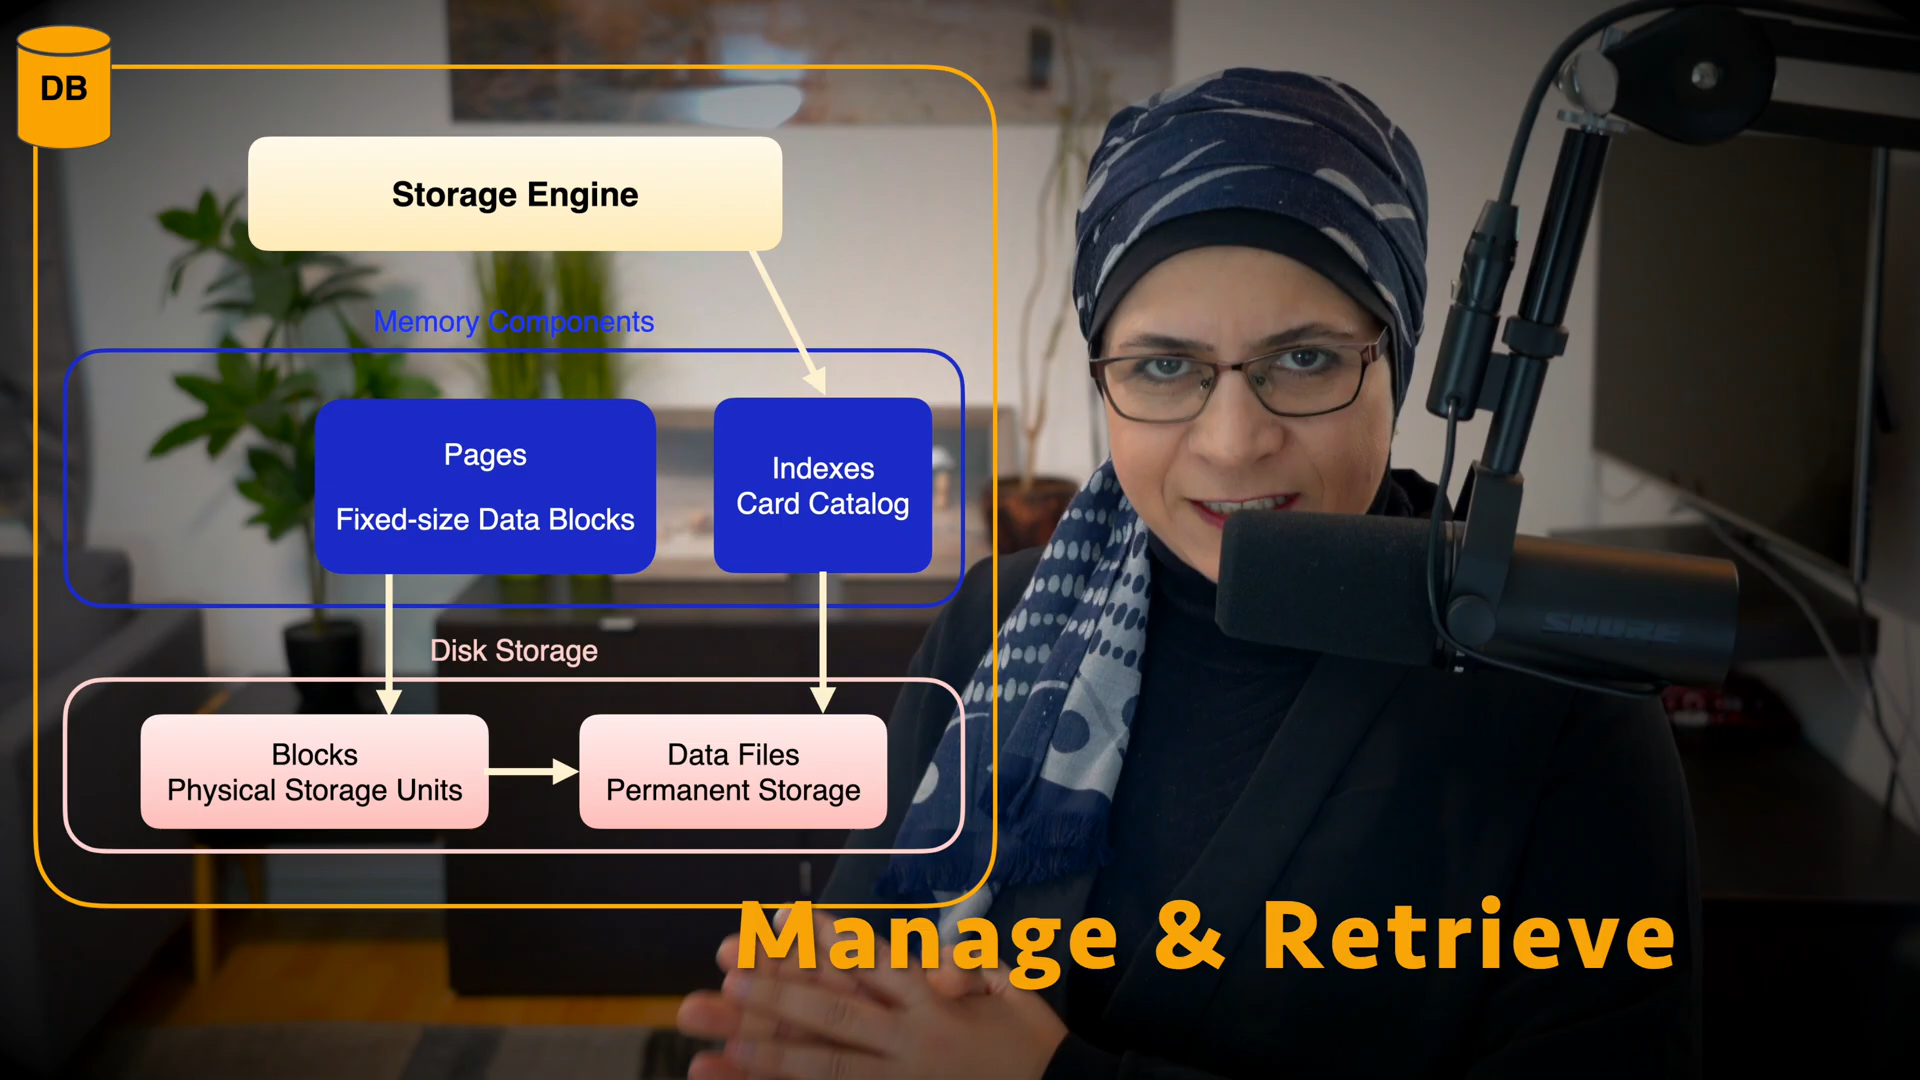 DB
Storage Engine
Memory Components
Pages
Fixed-size Data Blocks
Indexes
Card Catalog
Disk Storage
Blocks
Physical Storage Units
Data Files
Permanent Storage
SHURE
Manage & Retrieve